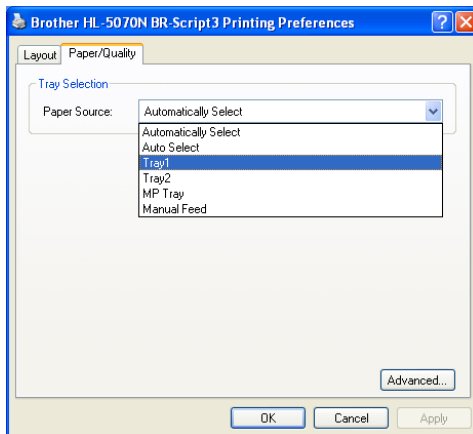 Brother HL-5070N BR-Script3 Printing Preferences
Layout Paper/Quality
Tray Selection
Paper Source: Automatically Select
Automatically Select
Auto Select
Tray1
Tray2
MP Tray
Manual Feed
Advanced...
OK Cancel Apply